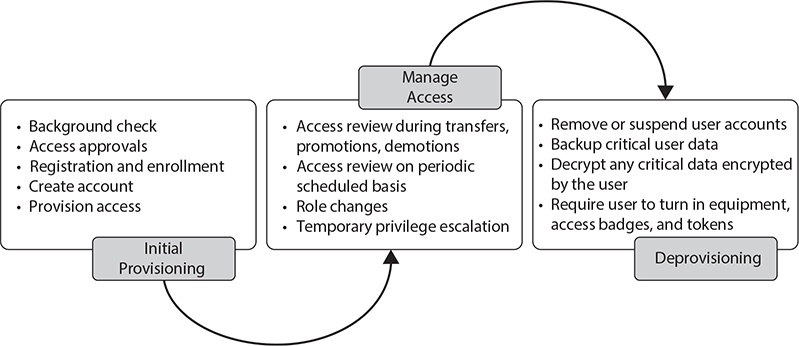 • Background check
• Access approvals
• Registration and enrollment
• Create account
• Provision access
Initial
Provisioning
Manage
Access
• Access review during transfers,
promotions, demotions
• Access review on periodic
scheduled basis
• Role changes
• Temporary privilege escalation
• Remove or suspend user accounts
• Backup critical user data
• Decrypt any critical data encrypted
by the user
• Require user to turn in equipment,
access badges, and tokens
Deprovisioning